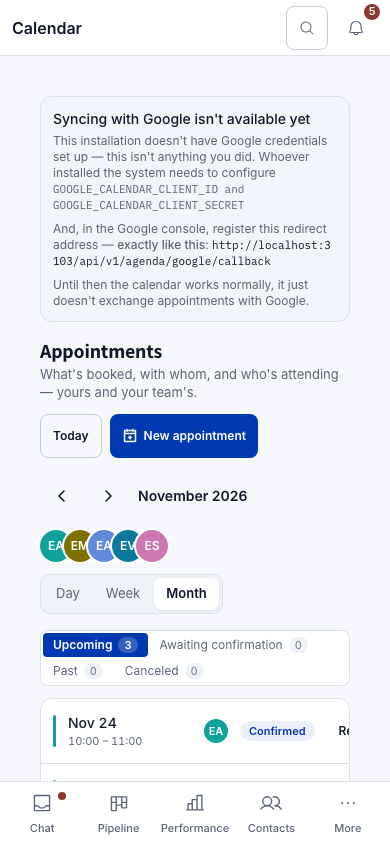 Calendar
5
Syncing with Google isn't available yet
This installation doesn't have Google credentials
set up — this isn't anything you did. Whoever
installed the system needs to configure
GOOGLE_CALENDAR_CLIENT_ID and
GOOGLE_CALENDAR_CLIENT_SECRET
And, in the Google console, register this redirect
address — exactly like this: http://localhost:3
103/api/v1/agenda/google/callback
Until then the calendar works normally, it just
doesn't exchange appointments with Google.
Appointments
What's booked, with whom, and who's attending
— yours and your team's.
Today New appointment
November 2026
EA EM EA EV ES
Day Week Month
Upcoming 3 Awaiting confirmation 0
Past 0 Canceled 0
Nov 24
10:00 – 11:00
EA Confirmed
Chat Pipeline Performance Contacts More